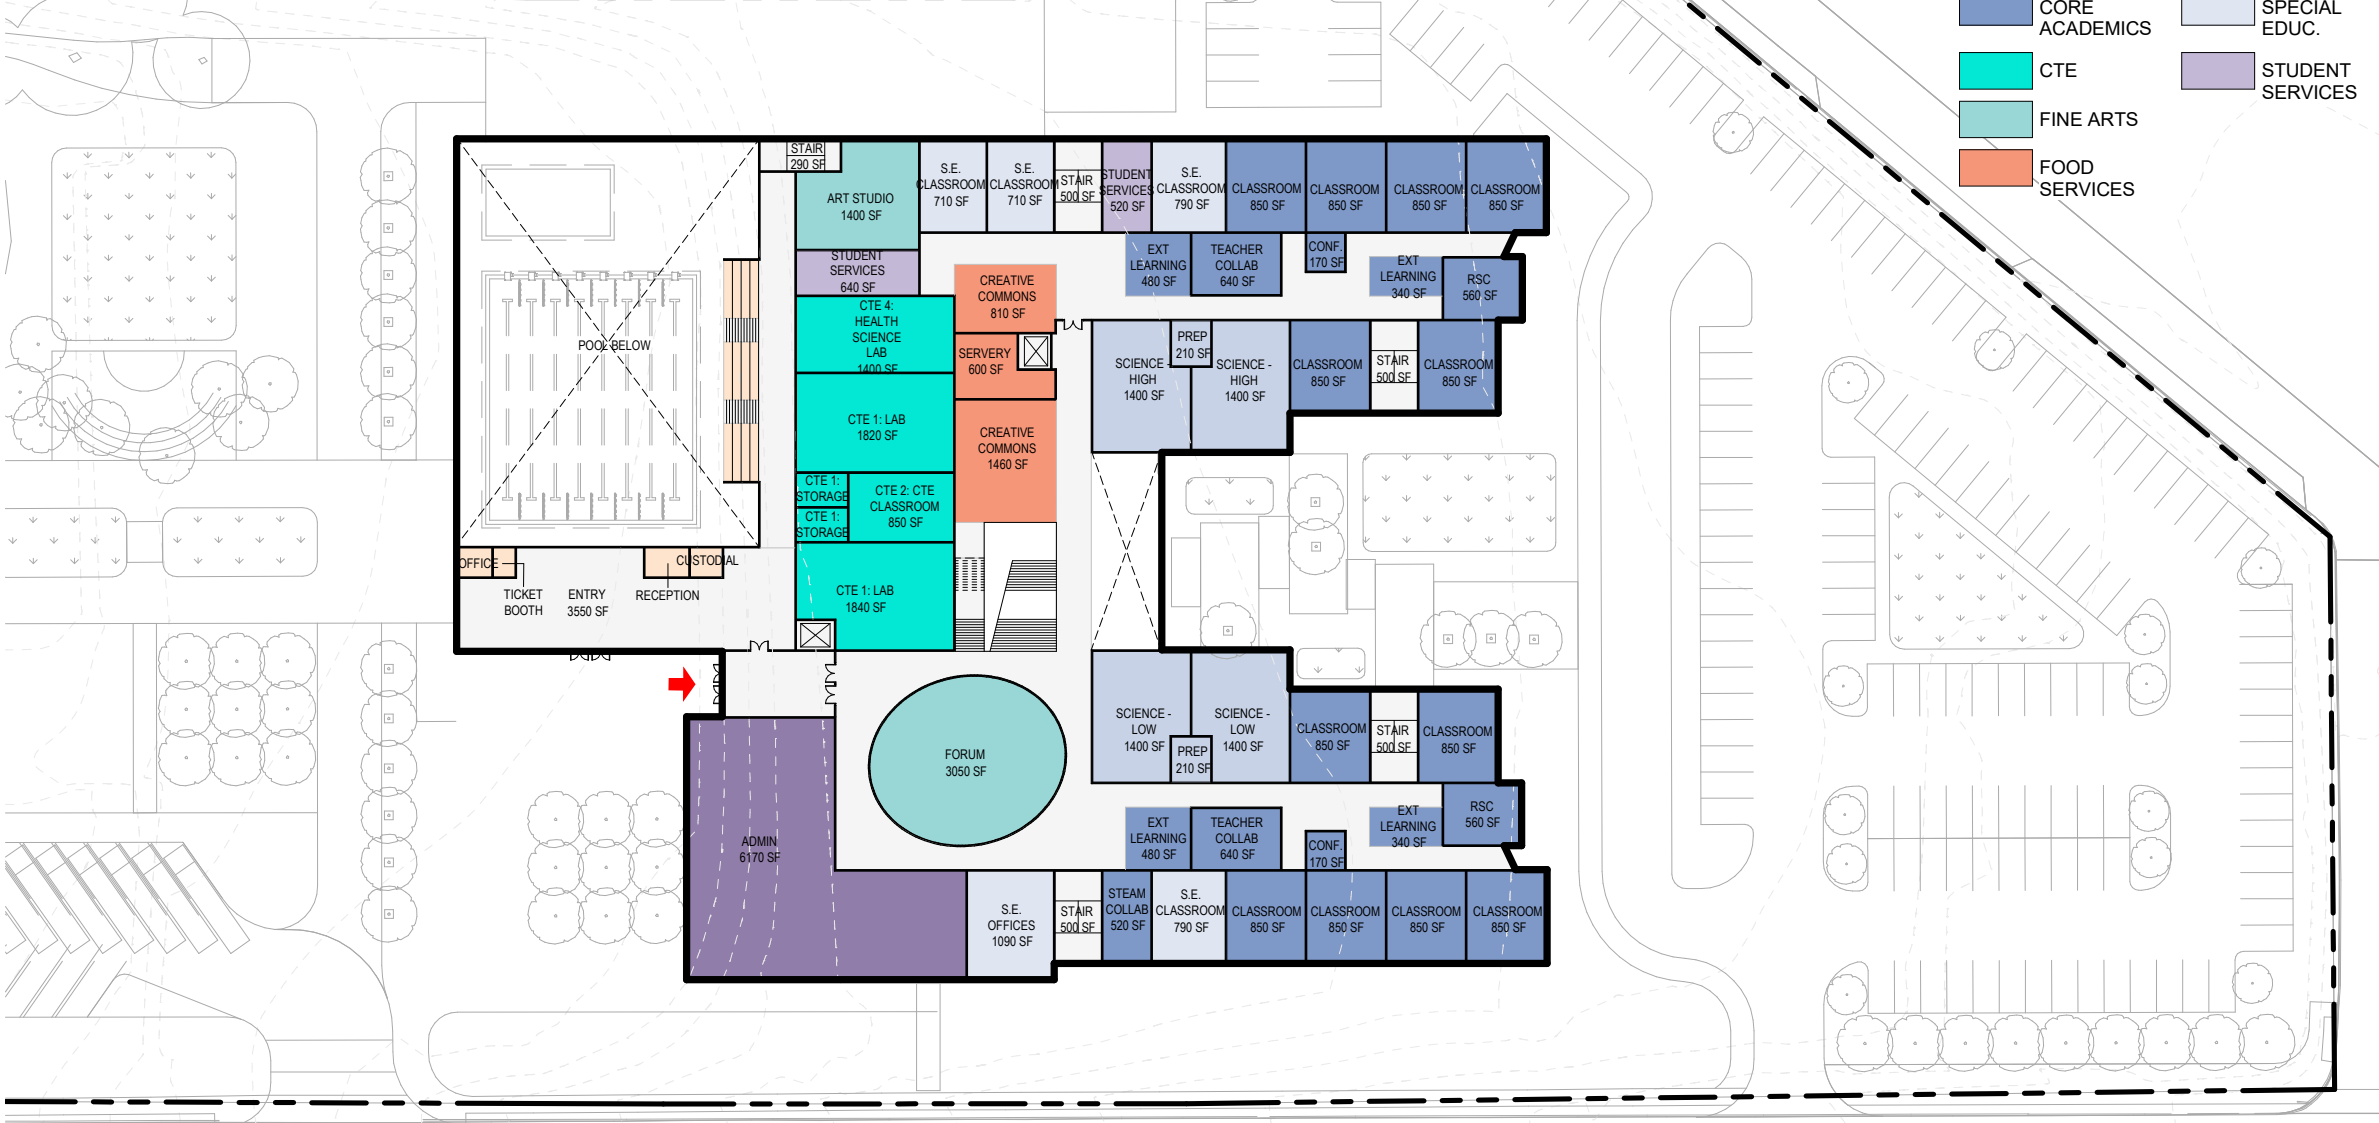 CORE
ACADEMICS
SPECIAL
EDUC.
CTE
STUDENT
SERVICES
FINE ARTS
FOOD
SERVICES
STAIR
290 SF
ART STUDIO
1400 SF
S.E.
CLASSROOM
710 SF
S.E.
CLASSROOM
710 SF
STAIR
500 SF
STUDENT
SERVICES
520 SF
S.E.
CLASSROOM
790 SF
CLASSROOM
850 SF
CLASSROOM
850 SF
CLASSROOM
850 SF
CLASSROOM
850 SF
STUDENT
SERVICES
640 SF
EXT
LEARNING
480 SF
TEACHER
COLLAB
640 SF
CONF.
170 SF
EXT
LEARNING
340 SF
RSC
560 SF
CREATIVE
COMMONS
810 SF
CTE 4:
HEALTH
SCIENCE
LAB
1400 SF
POOL BELOW
SERVERY
600 SF
SCIENCE -
HIGH
1400 SF
PREP
210 SF
SCIENCE -
HIGH
1400 SF
CLASSROOM
850 SF
STAIR
500 SF
CLASSROOM
850 SF
CTE 1: LAB
1820 SF
CREATIVE
COMMONS
1460 SF
CTE 1:
STORAGE
CTE 2: CTE
CLASSROOM
850 SF
CTE 1:
STORAGE
OFFICE
TICKET
BOOTH
ENTRY
3550 SF
RECEPTION
CUSTODIAL
CTE 1: LAB
1840 SF
SCIENCE -
LOW
1400 SF
PREP
210 SF
SCIENCE -
LOW
1400 SF
CLASSROOM
850 SF
STAIR
500 SF
CLASSROOM
850 SF
FORUM
3050 SF
ADMIN
6170 SF
EXT
LEARNING
480 SF
TEACHER
COLLAB
640 SF
CONF.
170 SF
EXT
LEARNING
340 SF
RSC
560 SF
S.E.
OFFICES
1090 SF
STAIR
500 SF
STEAM
COLLAB
520 SF
S.E.
CLASSROOM
790 SF
CLASSROOM
850 SF
CLASSROOM
850 SF
CLASSROOM
850 SF
CLASSROOM
850 SF